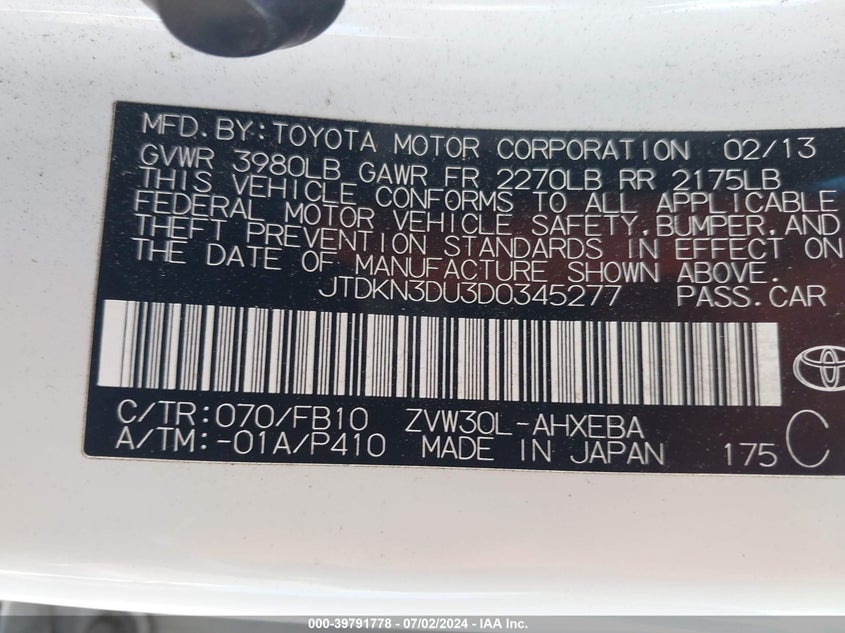 MFD. BY: TOYOTA MOTOR CORPORATION 02/13
GVWR 3980LB GAWR FR 2270LB RR 2175LB
THIS VEHICLE CONFORMS TO ALL APPLICABLE
FEDERAL MOTOR VEHICLE SAFETY, BUMPER, AND
THEFT PREVENTION STANDARDS IN EFFECT ON
THE DATE OF MANUFACTURE SHOWN ABOVE.
JTDKN3DU3D0345277 PASS. CAR
C/TR: 070/FB10 ZVW30L-AHXEBA
A/TM: -01A/P410 MADE IN JAPAN 175 C
000-39791778 - 07/02/2024 - IAA Inc.